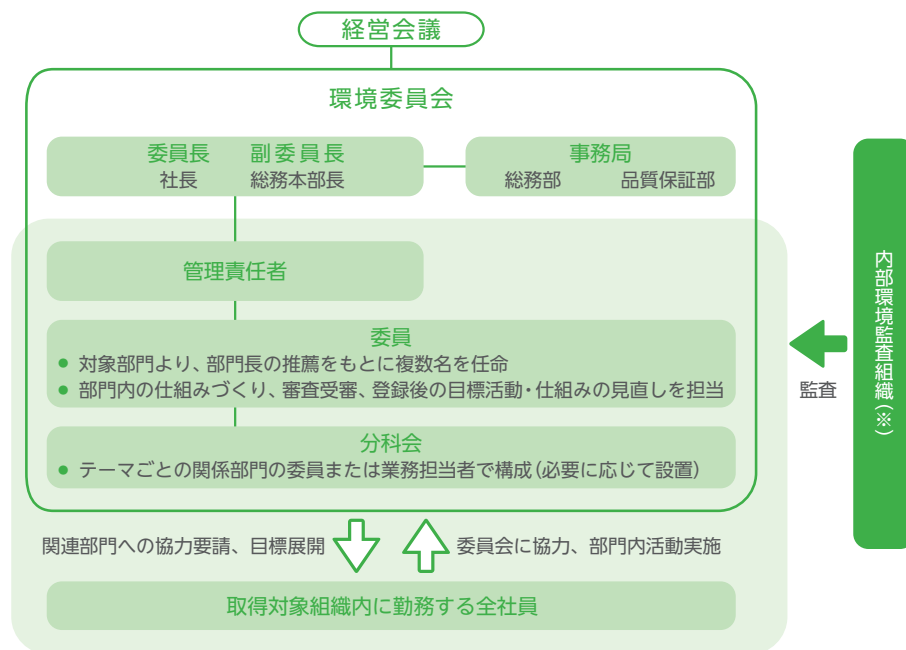 経営会議
環境委員会
委員長 副委員長
社長 総務本部長
事務局
総務部 品質保証部
管理責任者
委員
● 対象部門より、部門長の推薦をもとに複数名を任命
● 部門内の仕組みづくり、審査受審、登録後の目標活動・仕組みの見直しを担当
分科会
● テーマごとの関係部門の委員または業務担当者で構成（必要に応じて設置）
関連部門への協力要請、目標展開
委員会に協力、部門内活動実施
取得対象組織内に勤務する全社員
監査
内部環境監査組織（※）